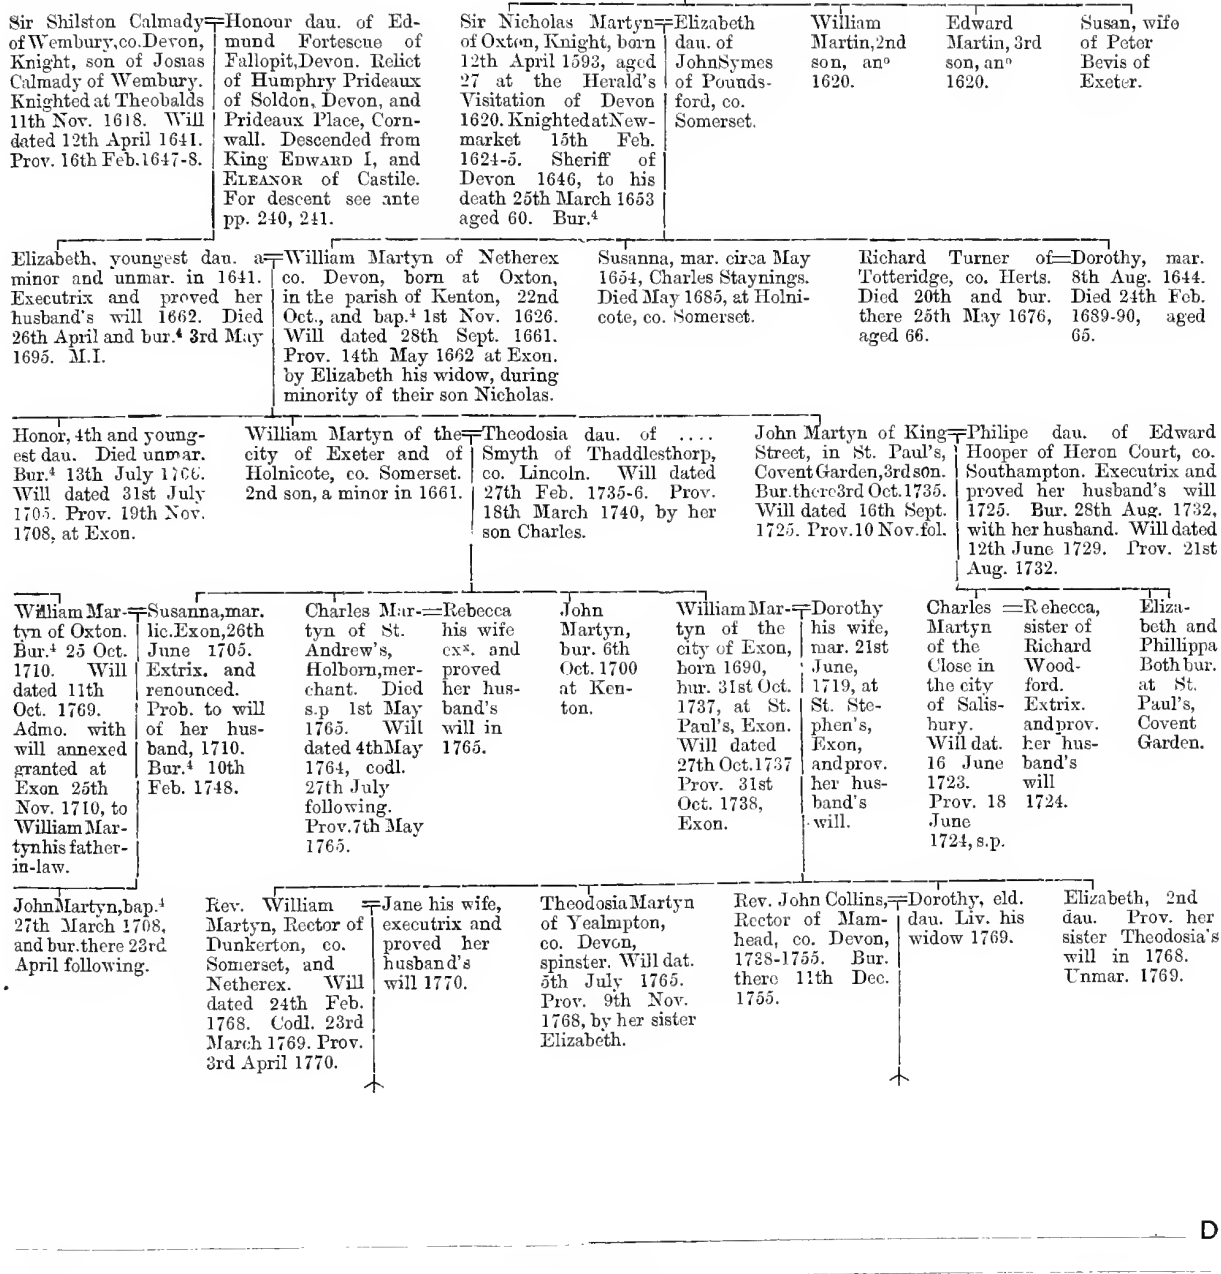 Sir Shilston Calmady
of Wembury, co. Devon,
Knight, son of Josias
Calmady of Wembury.
Knighted at Theobalds
11th Nov. 1618. Will
dated 12th April 1641.
Prov. 16th Feb. 1647-8.
Honour dau. of Ed-
mund Fortescue of
Fallopit, Devon. Relict
of Humphry Prideaux
of Soldon, Devon, and
Prideaux Place, Corn-
wall. Descended from
King EDWARD I, and
ELEANOR of Castile.
For descent see ante
pp. 240, 241.
Sir Nicholas Martyn
of Oxton, Knight, born
12th April 1593, aged
27 at the Herald's
Visitation of Devon
1620. Knighted at New-
market 15th Feb.
1624-5. Sheriff of
Devon 1646, to his
death 25th March 1653
aged 60. Bur.⁴
Elizabeth
dau. of
John Symes
of Pounds-
ford, co.
Somerset.
William
Martin, 2nd
son, anº
1620.
Edward
Martin, 3rd
son, anº
1620.
Susan, wife
of Peter
Bevis of
Exeter.
Elizabeth, youngest dau. a
minor and unmar. in 1641.
Executrix and proved her
husband's will 1662. Died
26th April and bur.⁴ 3rd May
1695. M.I.
William Martyn of Netherex
co. Devon, born at Oxton,
in the parish of Kenton, 22nd
Oct., and bap.⁴ 1st Nov. 1626.
Will dated 28th Sept. 1661.
Prov. 14th May 1662 at Exon.
by Elizabeth his widow, during
minority of their son Nicholas.
Susanna, mar. circa May
1654, Charles Staynings.
Died May 1685, at Holni-
cote, co. Somerset.
Richard Turner of
Totteridge, co. Herts.
Died 20th and bur.
there 25th May 1676,
aged 66.
Dorothy, mar.
8th Aug. 1644.
Died 24th Feb.
1689-90, aged
65.
Honor, 4th and young-
est dau. Died unmar.
Bur.⁴ 13th July
Will dated 31st July
1705. Prov. 19th Nov.
1708, at Exon.
William Martyn of the
city of Exeter and of
Holnicote, co. Somerset.
2nd son, a minor in 1661.
Theodosia dau. of ....
Smyth of Thaddlesthorp,
co. Lincoln. Will dated
27th Feb. 1735-6. Prov.
18th March 1740, by her
son Charles.
John Martyn of King
Street, in St. Paul's,
Covent Garden, 3rd son.
Bur. there 3rd Oct. 1735.
Will dated 16th Sept.
1725. Prov. 10 Nov. fol.
Philipe dau. of Edward
Hooper of Heron Court, co.
Southampton. Executrix and
proved her husband's will
1725. Bur. 28th Aug. 1732,
with her husband. Will dated
12th June 1729. Prov. 21st
Aug. 1732.
William Mar-
tyn of Oxton.
Bur.⁴ 25 Oct.
1710. Will
dated 11th
Oct. 1769.
Admo. with
will annexed
granted at
Exon 25th
Nov. 1710, to
William Mar-
tyn his father-
in-law.
Susanna, mar.
lic. Exon, 26th
June 1705.
Extrix. and
renounced.
Prob. to will
of her hus-
band, 1710.
Bur.⁴ 10th
Feb. 1748.
Charles Mar-
tyn of St.
Andrew's,
Holborn, mer-
chant. Died
s.p 1st May
1765. Will
dated 4th May
1764, codl.
27th July
following.
Prov. 7th May
1765.
Rebecca
his wife
exˣ. and
proved
her hus-
band's
will in
1765.
John
Martyn,
bur. 6th
Oct. 1700
at Ken-
ton.
William Mar-
tyn of the
city of Exon,
born 1690,
bur. 31st Oct.
1737, at St.
Paul's, Exon.
Will dated
27th Oct. 1737
Prov. 31st
Oct. 1738,
Exon.
Dorothy
his wife,
mar. 21st
June,
1719, at
St. Ste-
phen's,
Exon,
and prov.
her hus-
band's
will.
Charles
Martyn
of the
Close in
the city
of Salis-
bury.
Will dat.
16 June
1723.
Prov. 18
June
1724, s.p.
Rebecca,
sister of
Richard
Wood-
ford.
Extrix.
and prov.
her hus-
band's
will
1724.
Eliza-
beth and
Phillippa
Both bur.
at St.
Paul's,
Covent
Garden.
John Martyn, bap.⁴
27th March 1708,
and bur. there 23rd
April following.
Rev. William
Martyn, Rector of
Dunkerton, co.
Somerset, and
Netherex. Will
dated 24th Feb.
1768. Codl. 23rd
March 1769. Prov.
3rd April 1770.
Jane his wife,
executrix and
proved her
husband's
will 1770.
Theodosia Martyn
of Yealmpton,
co. Devon,
spinster. Will dat.
5th July 1765.
Prov. 9th Nov.
1768, by her sister
Elizabeth.
Rev. John Collins,
Rector of Mam-
head, co. Devon,
1738-1755. Bur.
there 11th Dec.
1755.
Dorothy, eld.
dau. Liv. his
widow 1769.
Elizabeth, 2nd
dau. Prov. her
sister Theodosia's
will in 1768.
Unmar. 1769.
D